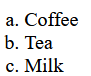 a. Coffee
b. Tea
c. Milk